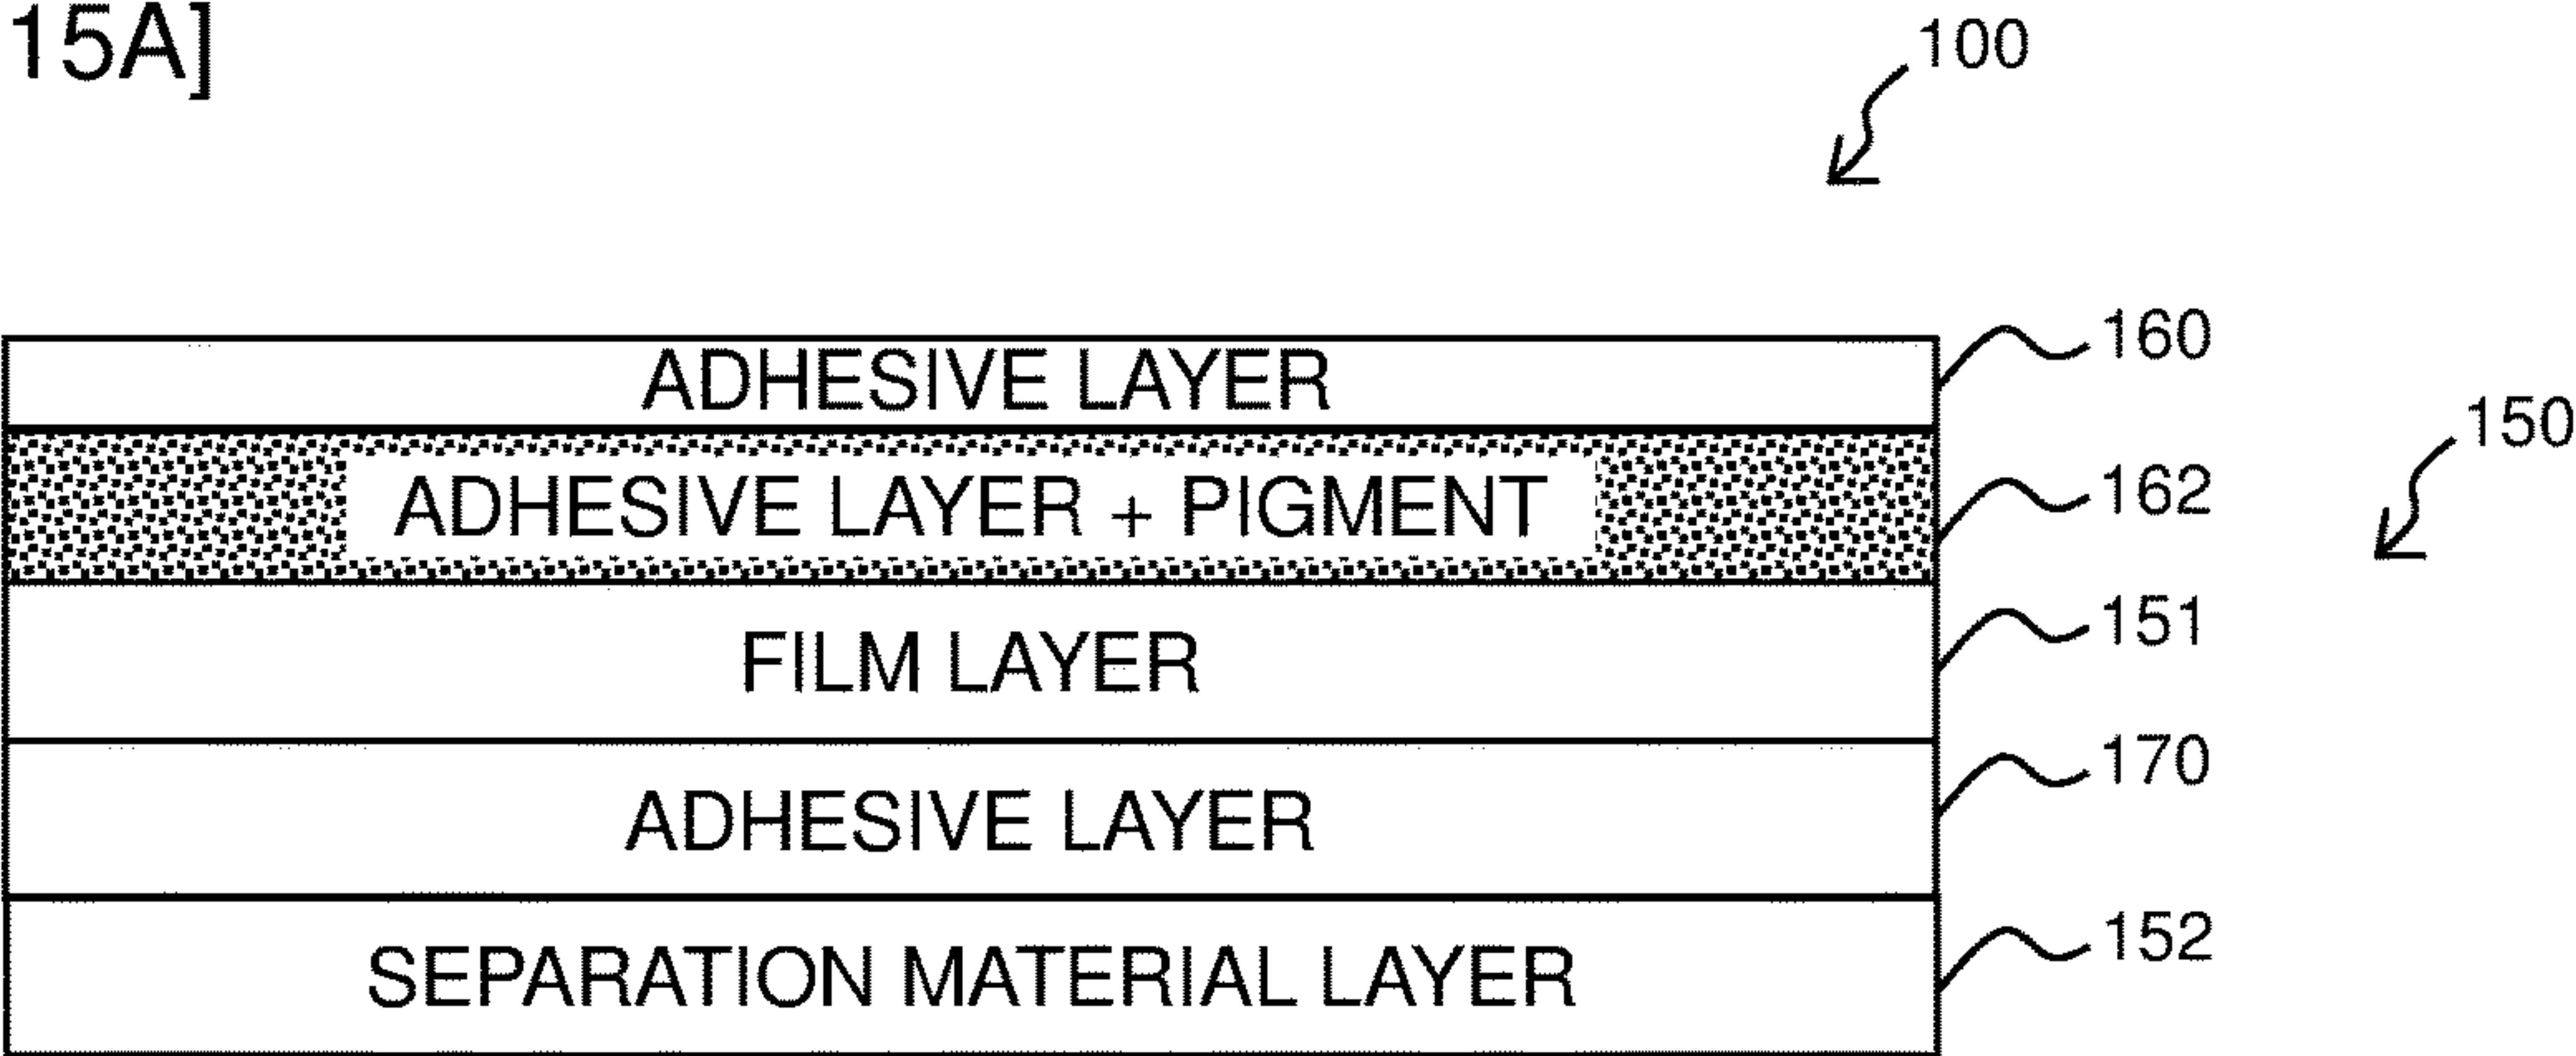 15A]
100
ADHESIVE LAYER 160
150
ADHESIVE LAYER + PIGMENT 162
FILM LAYER 151
ADHESIVE LAYER 170
SEPARATION MATERIAL LAYER 152